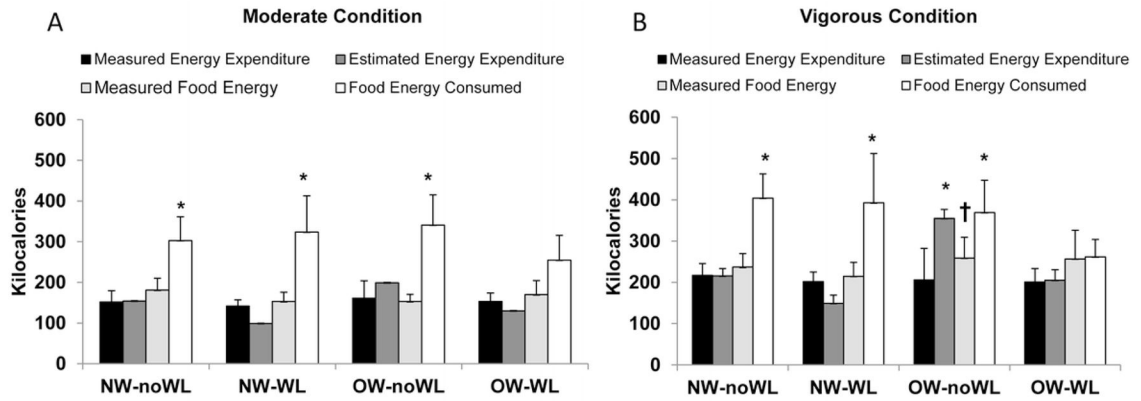 A
Moderate Condition
Measured Energy Expenditure
Estimated Energy Expenditure
Measured Food Energy
Food Energy Consumed
Kilocalories
600
500
400
300
200
100
0
*
*
*
NW-noWL
NW-WL
OW-noWL
OW-WL
B
Vigorous Condition
Measured Energy Expenditure
Estimated Energy Expenditure
Measured Food Energy
Food Energy Consumed
Kilocalories
600
500
400
300
200
100
0
*
*
*
†
*
NW-noWL
NW-WL
OW-noWL
OW-WL